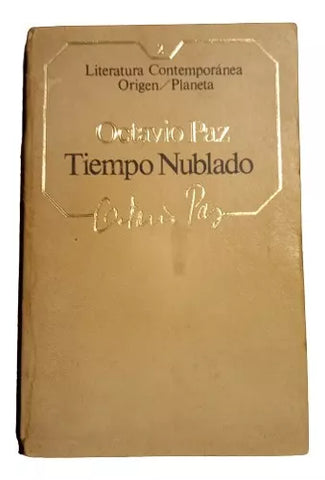 2
Literatura Contemporánea
Origen/Planeta
Octavio Paz
Tiempo Nublado
Octavio Paz